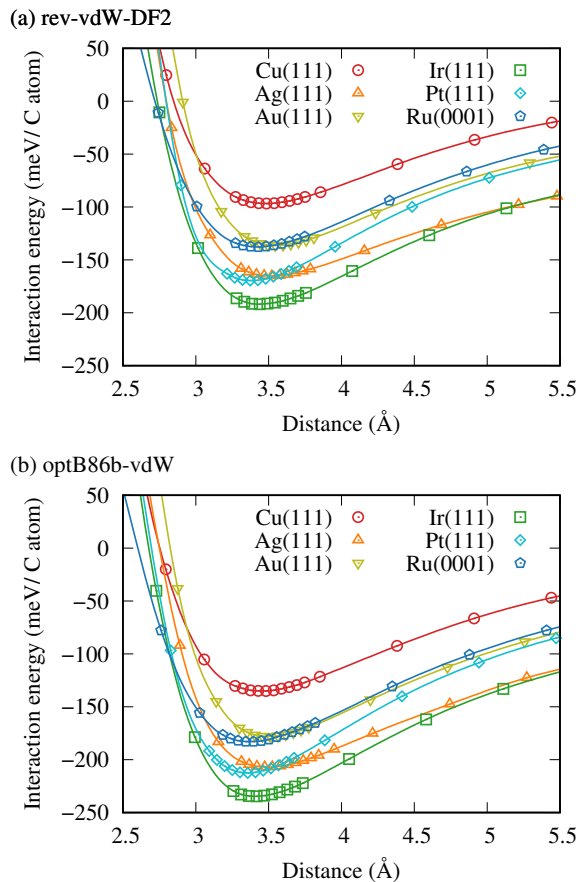 (a) rev-vdW-DF2
50
0
−50
−100
−150
−200
−250
2.5 3 3.5 4 4.5 5 5.5
Interaction energy (meV/ C atom)
Distance (Å)
Cu(111) Ir(111)
Ag(111) Pt(111)
Au(111) Ru(0001)
(b) optB86b-vdW
50
0
−50
−100
−150
−200
−250
2.5 3 3.5 4 4.5 5 5.5
Interaction energy (meV/ C atom)
Distance (Å)
Cu(111) Ir(111)
Ag(111) Pt(111)
Au(111) Ru(0001)